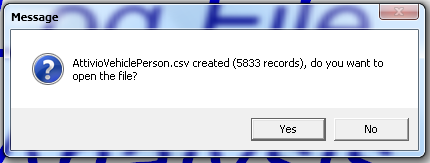 Message
AttivioVehiclePerson.csv created (5833 records), do you want to
open the file?
Yes
No